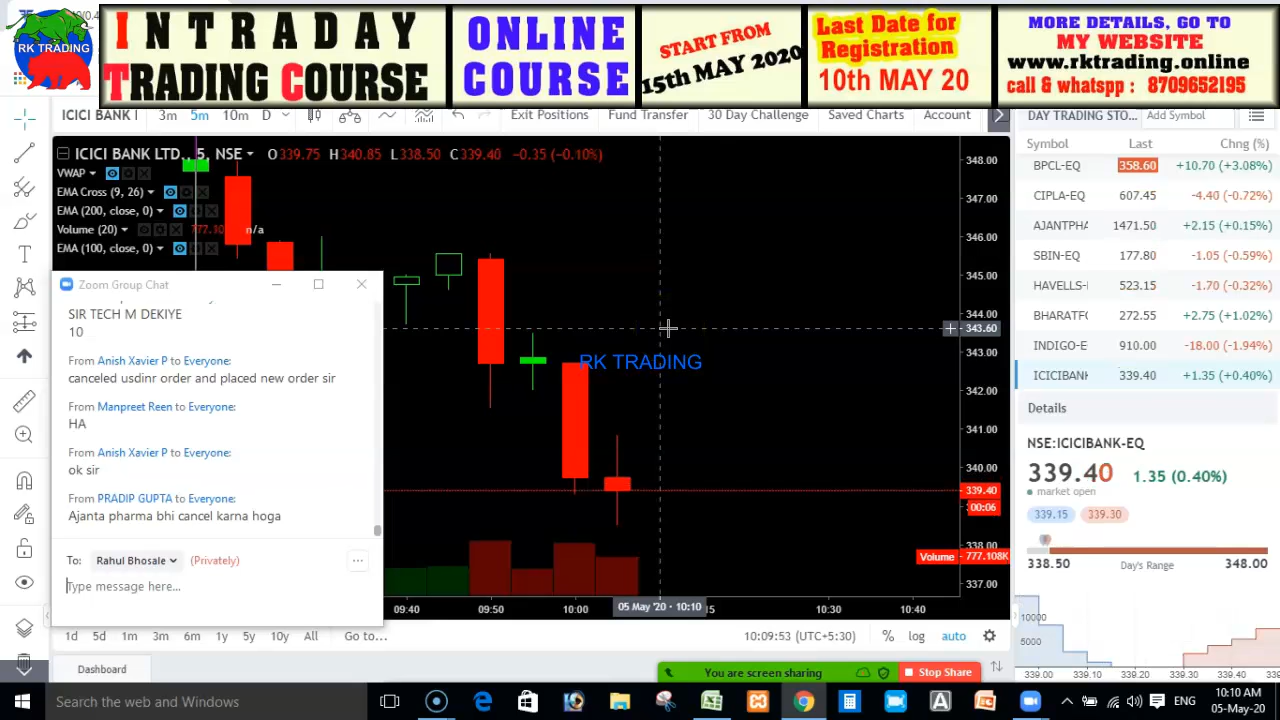 RK TRADING
INTRADAY
TRADING COURSE
ONLINE
COURSE
START FROM
15th MAY 2020
Last Date for
Registration
10th MAY 20
MORE DETAILS, GO TO
MY WEBSITE
www.rktrading.online
call & whatspp : 8709652195
ICICI BANK 3m 5m 10m D Exit Positions Fund Transfer 30 Day Challenge Saved Charts Account
DAY TRADING STO... Add Symbol
ICICI BANK LTD., 5, NSE O339.75 H340.85 L338.50 C339.40 -0.35 (-0.10%)
VWAP
EMA Cross (9, 26)
EMA (200, close, 0)
Volume (20) 777.10 n/a
EMA (100, close, 0)
Zoom Group Chat
SIR TECH M DEKIYE
10
From Anish Xavier P to Everyone:
canceled usdinr order and placed new order sir
From Manpreet Reen to Everyone:
HA
From Anish Xavier P to Everyone:
ok sir
From PRADIP GUPTA to Everyone:
Ajanta pharma bhi cancel karna hoga
To: Rahul Bhosale (Privately)
Type message here...
RK TRADING
348.00
347.00
346.00
345.00
344.00
343.60
343.00
342.00
341.00
340.00
339.40
00:06
338.00
Volume 777.108K
337.00
09:40 09:50 10:00 05 May '20 · 10:10 15 10:30 10:40
1d 5d 1m 3m 6m 1y 5y 10y All Go to... 10:09:53 (UTC+5:30) % log auto
Dashboard
You are screen sharing Stop Share
Symbol Last Chng (%)
BPCL-EQ 358.60 +10.70 (+3.08%)
CIPLA-EQ 607.45 -4.40 (-0.72%)
AJANTPHA 1471.50 +2.15 (+0.15%)
SBIN-EQ 177.80 -1.05 (-0.59%)
HAVELLS- 523.15 -1.70 (-0.32%)
BHARATFO 272.55 +2.75 (+1.02%)
INDIGO-E 910.00 -18.00 (-1.94%)
ICICIBANK 339.40 +1.35 (+0.40%)
Details
NSE:ICICIBANK-EQ
339.40 1.35 (0.40%)
market open
339.15 339.30
338.50 Day's Range 348.00
10000
5000
339.00 339.10 339.20 339.30 339.40
Search the Web and Windows
ENG
10:10 AM
05-May-20